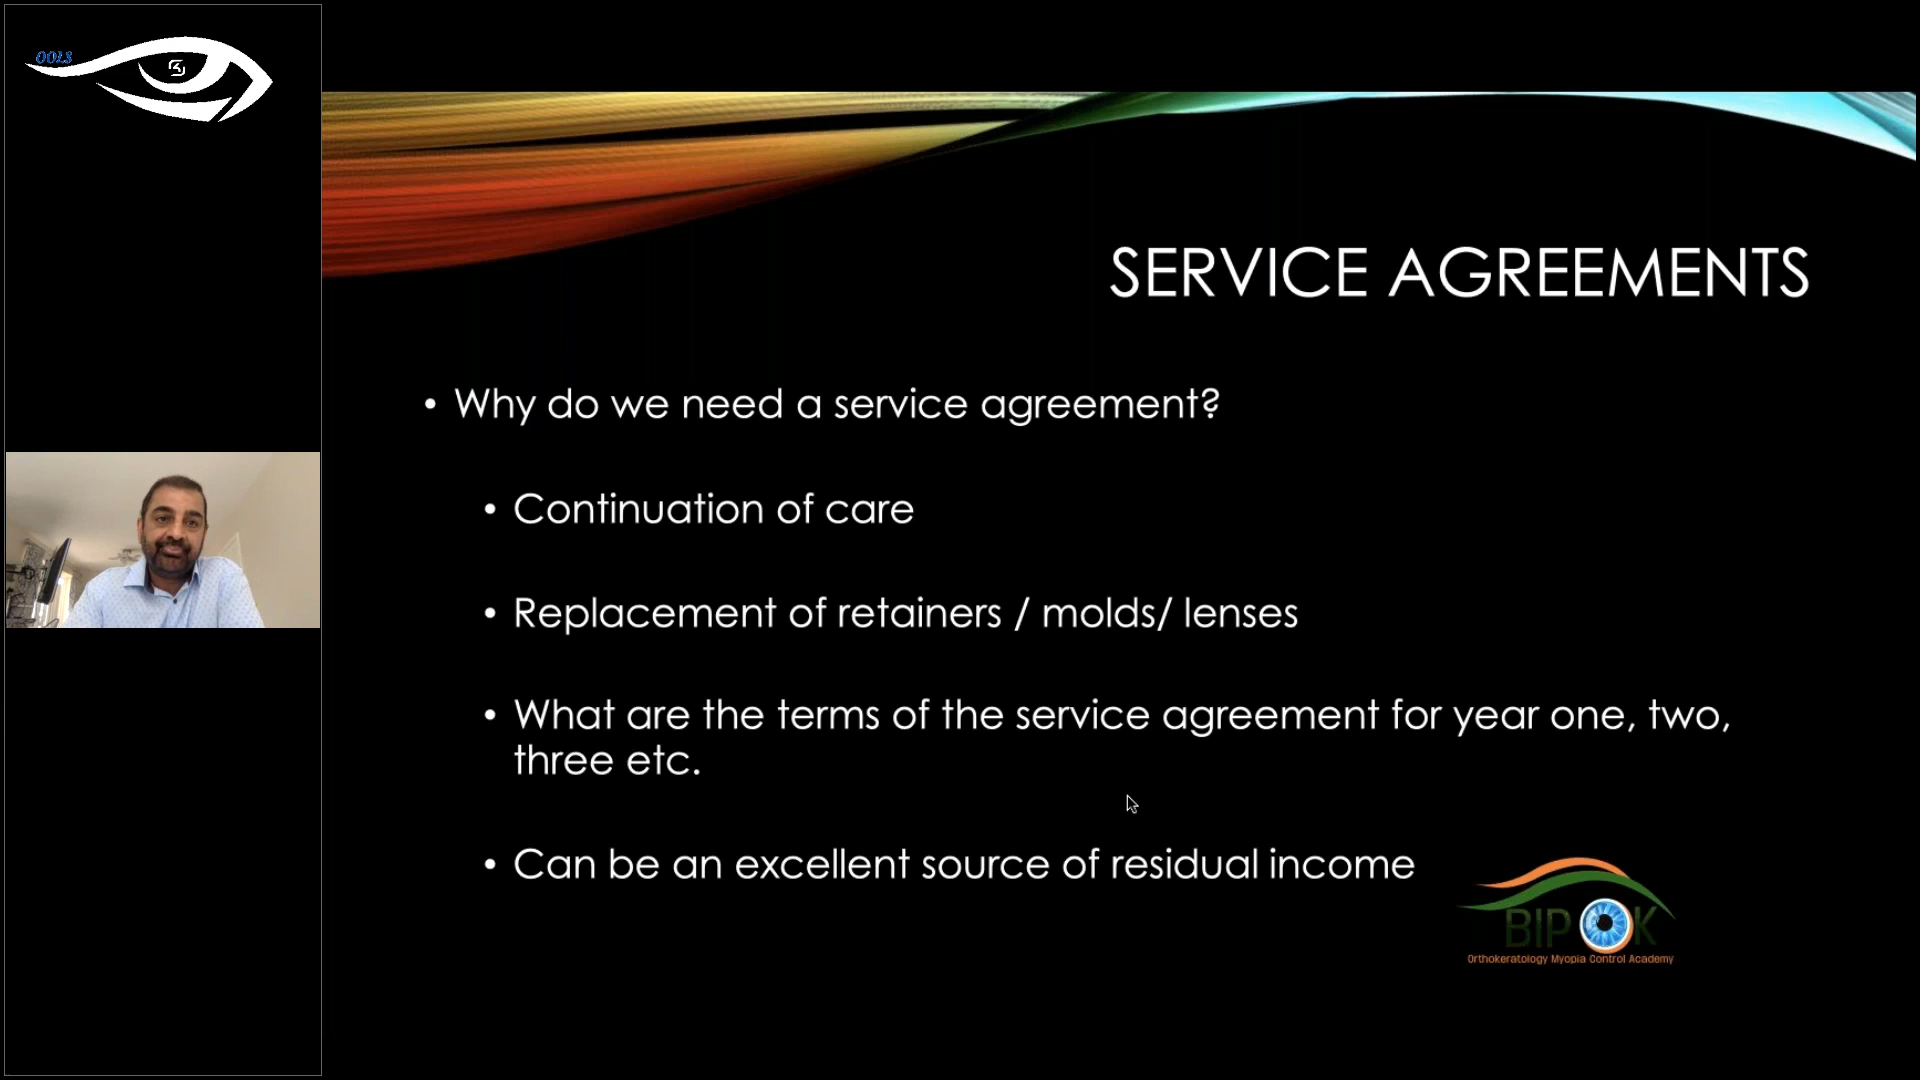 OOLS
SERVICE AGREEMENTS
• Why do we need a service agreement?
• Continuation of care
• Replacement of retainers / molds/ lenses
• What are the terms of the service agreement for year one, two,
three etc.
• Can be an excellent source of residual income
BIPOK
Orthokeratology Myopia Control Academy